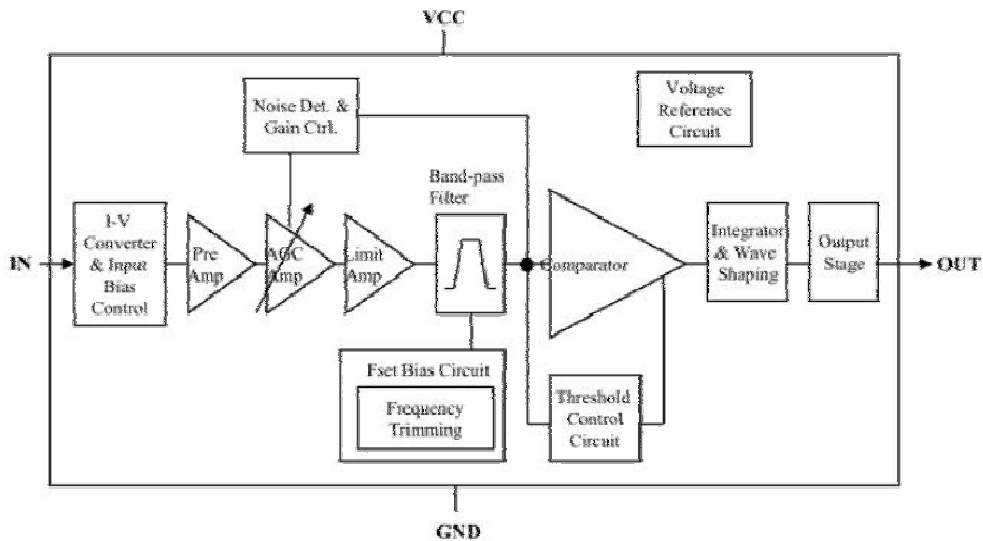 VCC
Noise Det. &
Gain Ctrl.
Voltage
Reference
Circuit
Band-pass
Filter
I-V
Converter
& Input
Bias
Control
IN
Pre
Amp
AGC
Amp
Limit
Amp
Comparator
Integrator
& Wave
Shaping
Output
Stage
OUT
Fset Bias Circuit
Frequency
Trimming
Threshold
Control
Circuit
GND